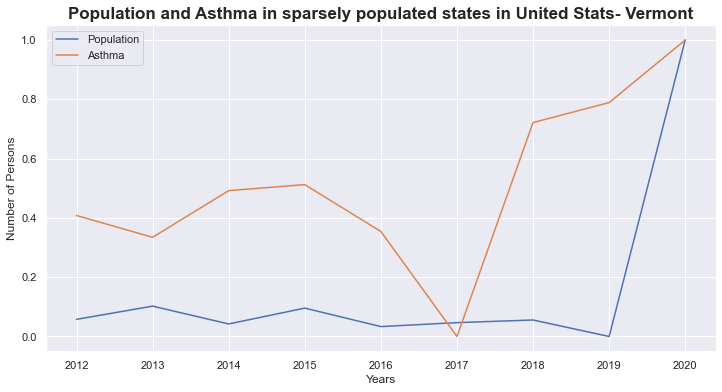 Population and Asthma in sparsely populated states in United Stats- Vermont
Population
Asthma
1.0
0.8
0.6
0.4
0.2
0.0
Number of Persons
2012 2013 2014 2015 2016 2017 2018 2019 2020
Years